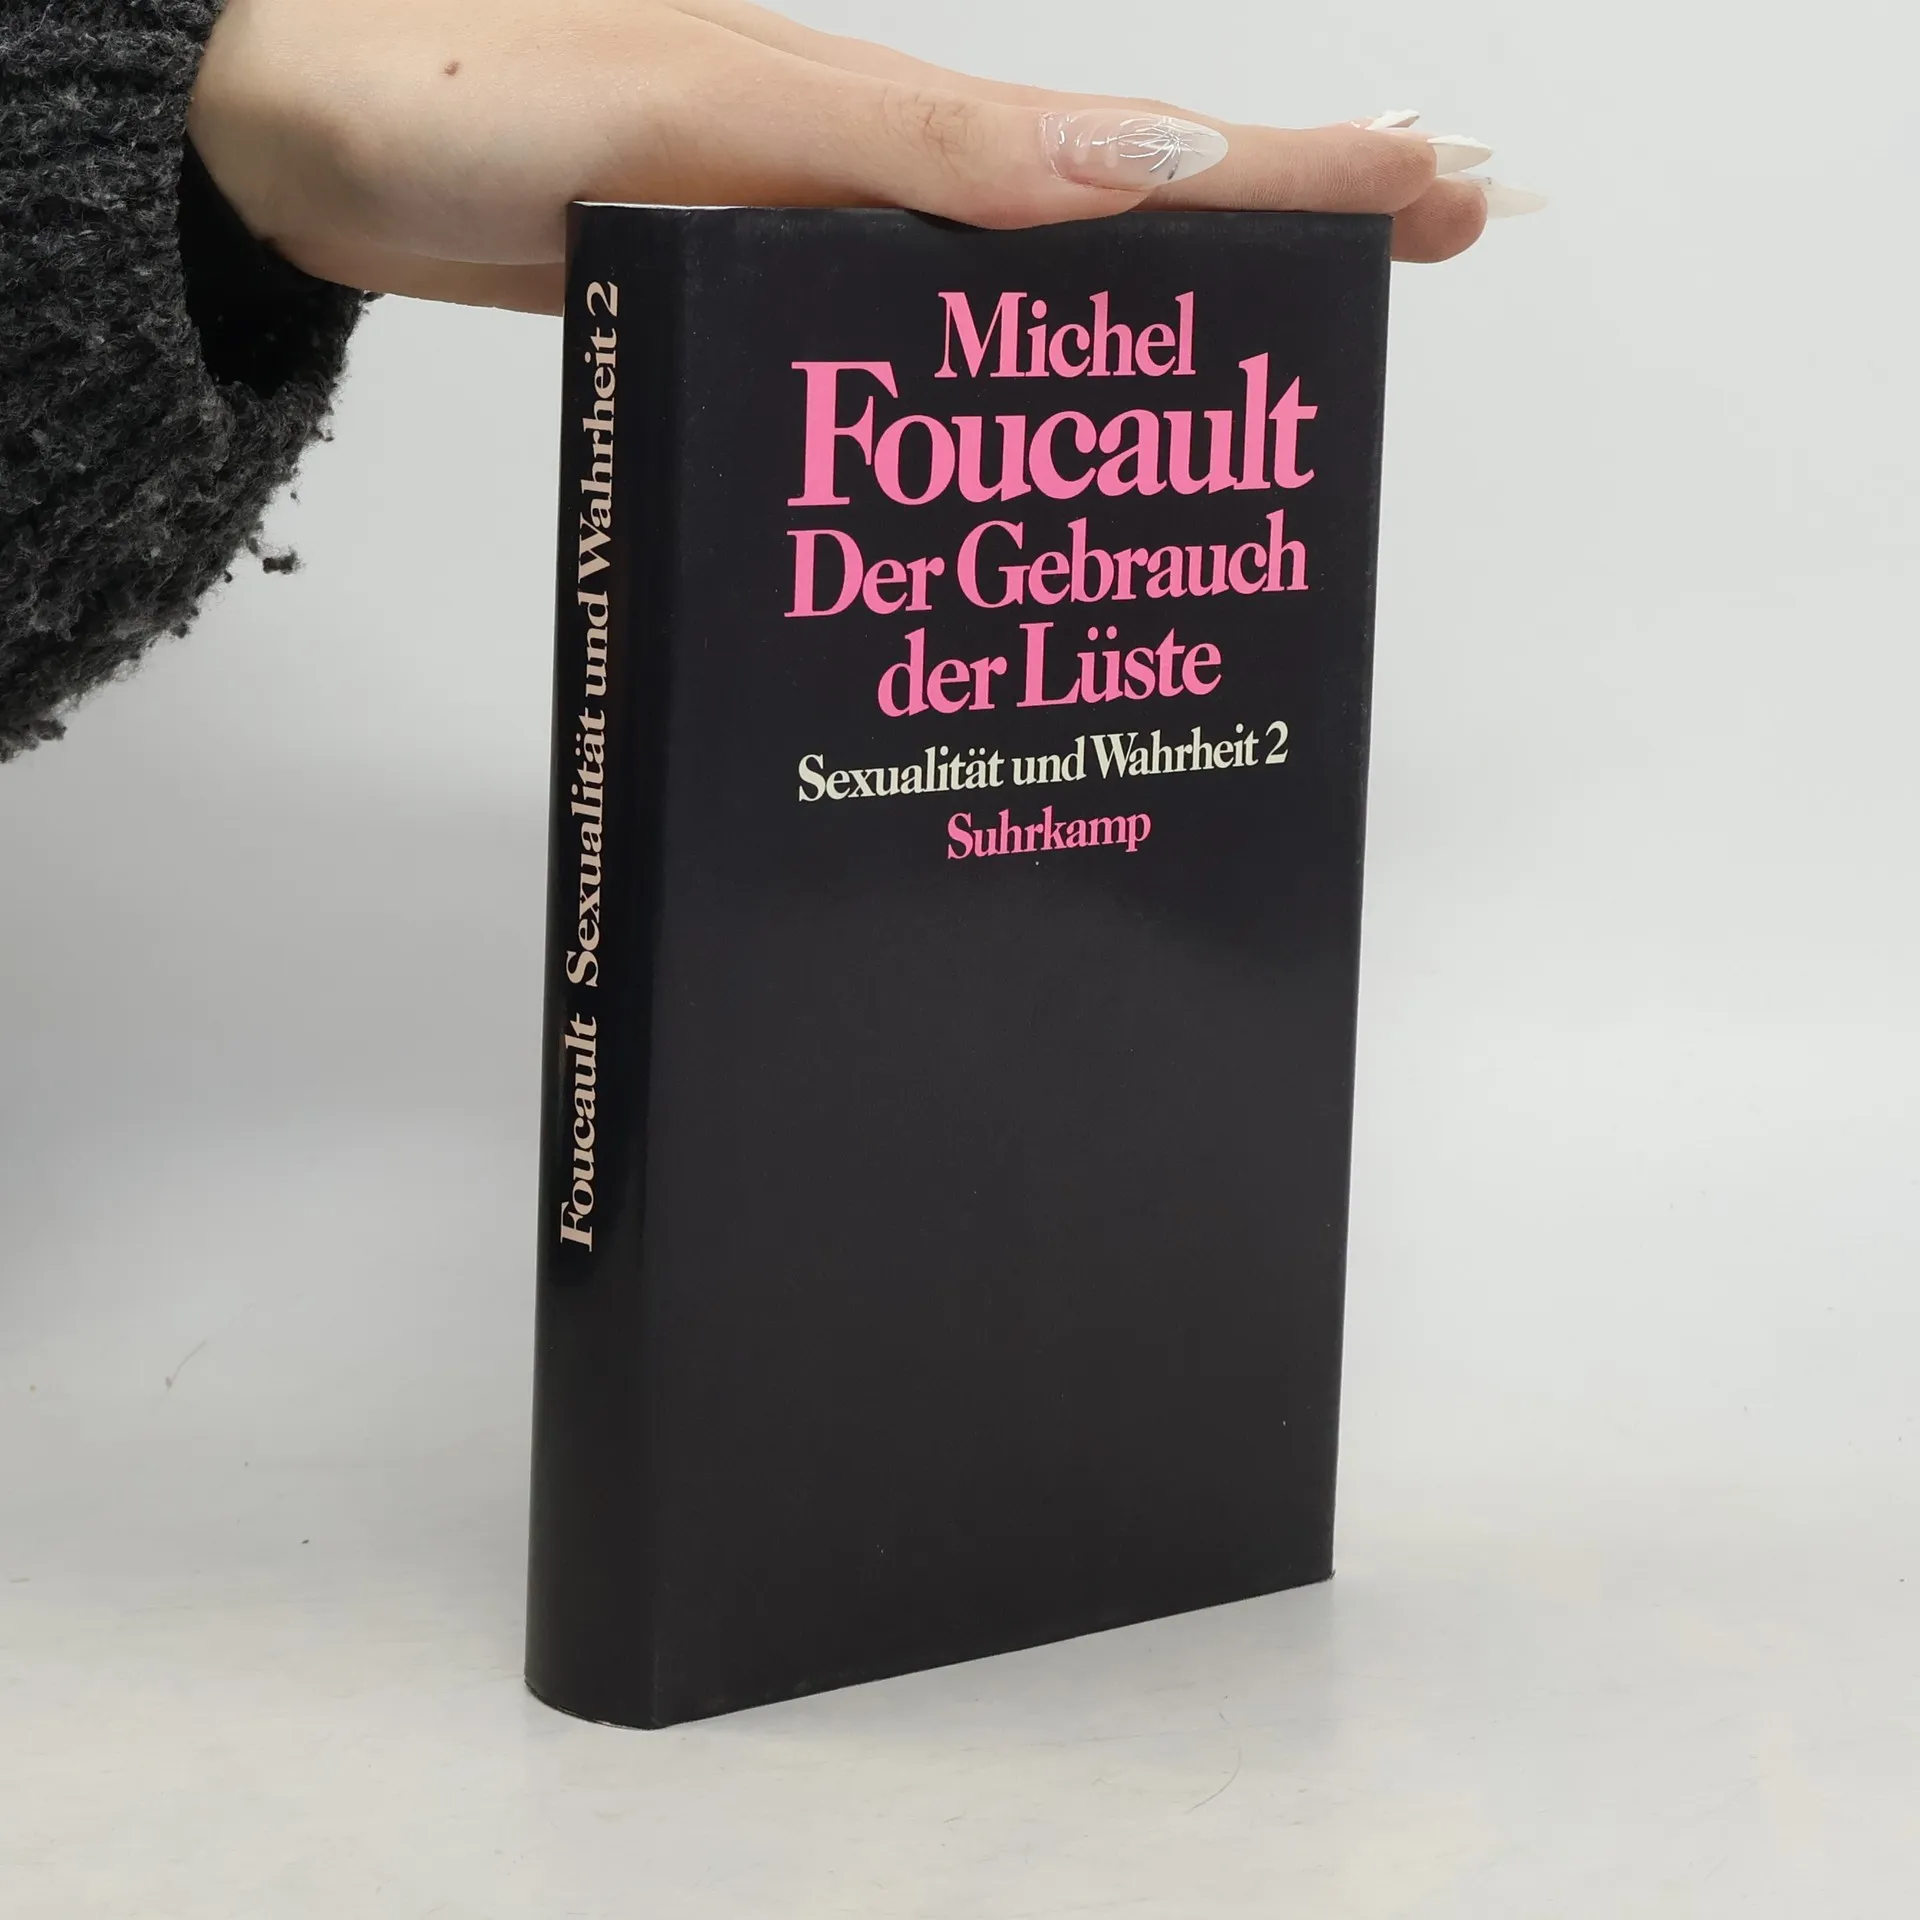 Foucault Sexualität und Wahrheit 2
Michel
Foucault
Der Gebrauch
der Lüste
Sexualität und Wahrheit 2
Suhrkamp